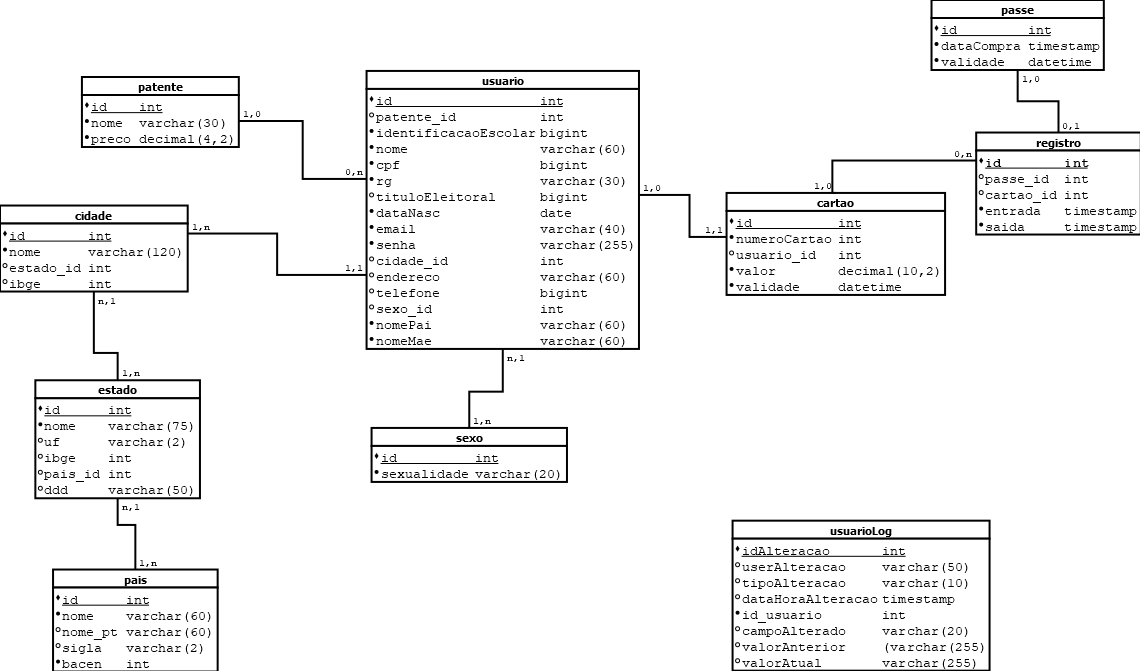 passe
id int
dataCompra timestamp
validade datetime
1,0
patente
id int
nome varchar(30)
preco decimal(4,2)
1,0
usuario
id int
patente_id int
identificacaoEscolar bigint
nome varchar(60)
cpf bigint
rg varchar(30)
tituloEleitoral bigint
dataNasc date
email varchar(40)
senha varchar(255)
cidade_id int
endereco varchar(60)
telefone bigint
sexo_id int
nomePai varchar(60)
nomeMae varchar(60)
0,n
1,1
1,0
n,1
0,1
registro
id int
passe_id int
cartao_id int
entrada timestamp
saida timestamp
0,n
1,0
cartao
id int
numeroCartao int
usuario_id int
valor decimal(10,2)
validade datetime
1,1
cidade
id int
nome varchar(120)
estado_id int
ibge int
1,n
n,1
1,n
estado
id int
nome varchar(75)
uf varchar(2)
ibge int
pais_id int
ddd varchar(50)
n,1
1,n
sexo
id int
sexualidade varchar(20)
1,n
pais
id int
nome varchar(60)
nome_pt varchar(60)
sigla varchar(2)
bacen int
usuarioLog
idAlteracao int
userAlteracao varchar(50)
tipoAlteracao varchar(10)
dataHoraAlteracao timestamp
id_usuario int
campoAlterado varchar(20)
valorAnterior (varchar(255)
valorAtual varchar(255)